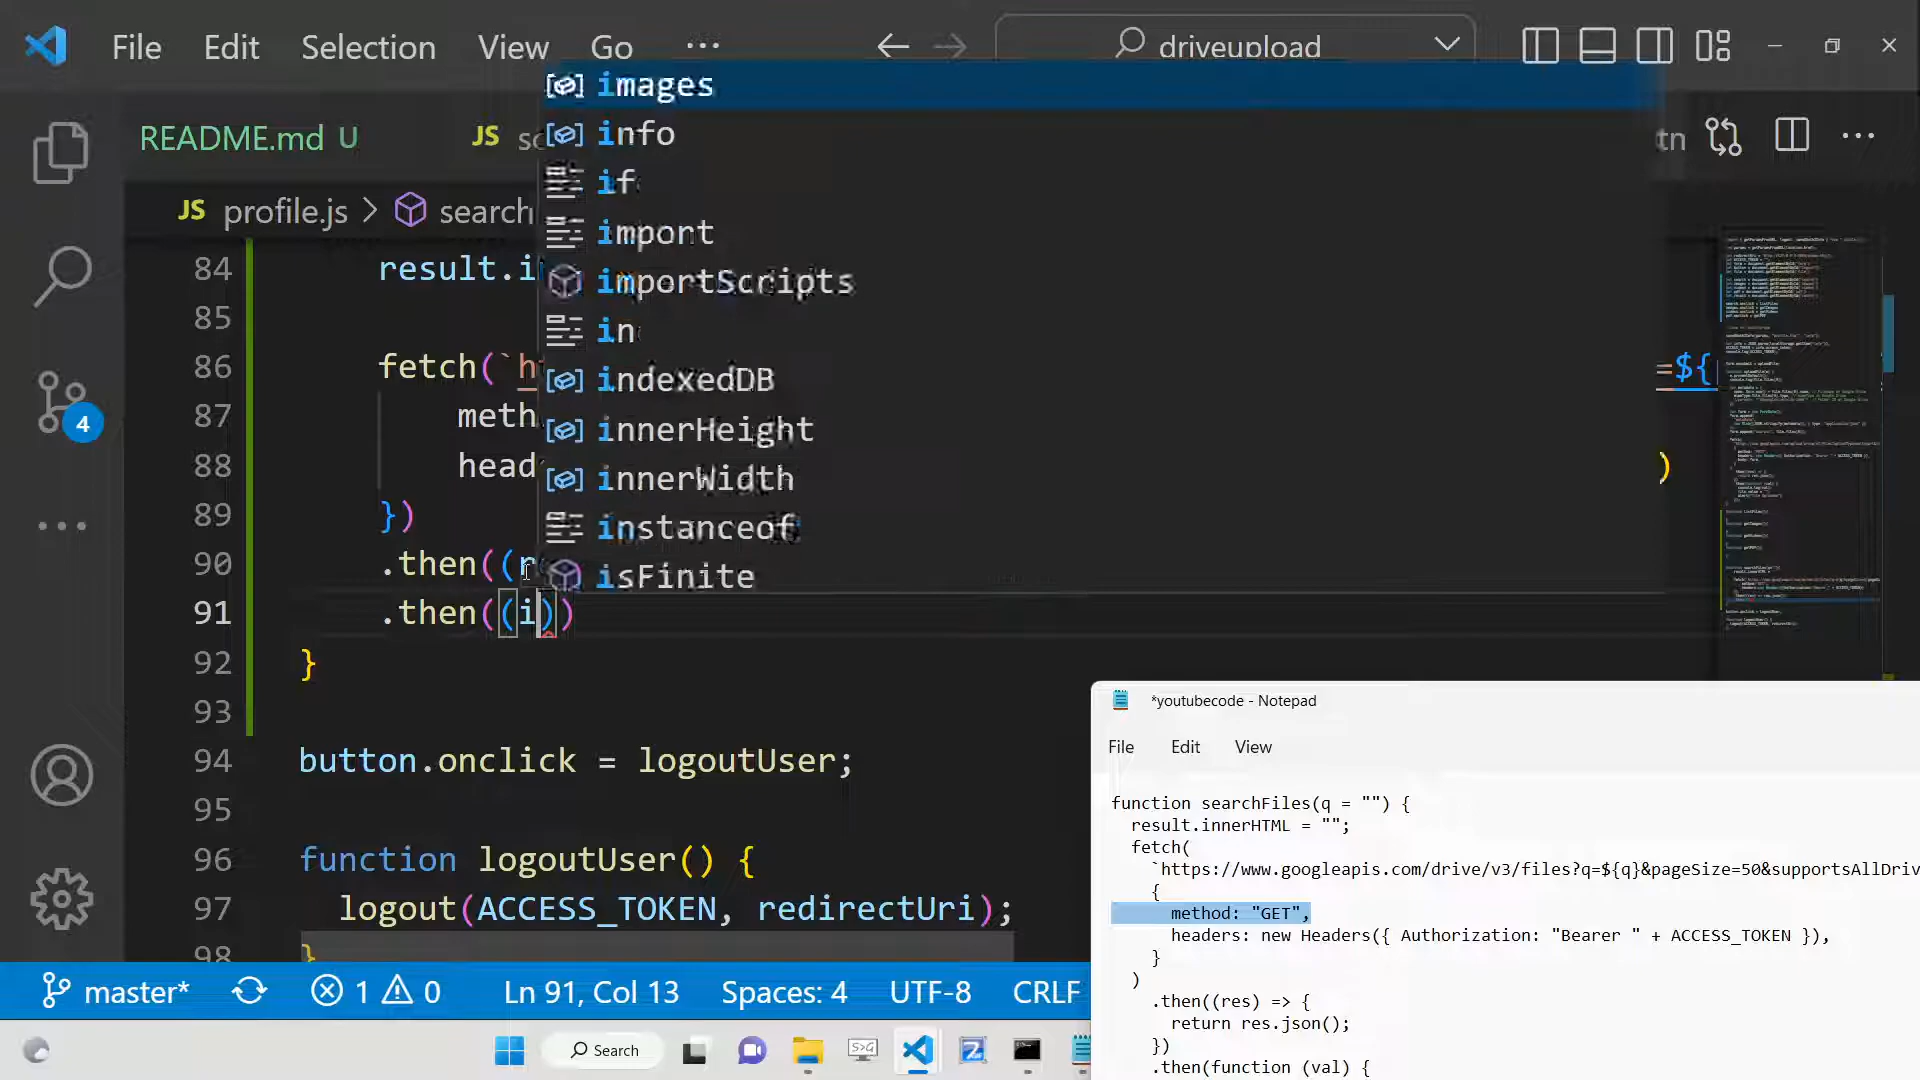 File Edit Selection View Go ... driveupload
README.md U JS tn ...
JS profile.js > search
84 result.i
85
86 fetch(` =${
87 meth
88 head )
89 })
90 .then((r
91 .then((i))
92 }
93
94 button.onclick = logoutUser;
95
96 function logoutUser() {
97 logout(ACCESS_TOKEN, redirectUri);
98 }
images
info
if
import
importScripts
in
indexedDB
innerHeight
innerWidth
instanceof
isFinite
4
master* 1 0 Ln 91, Col 13 Spaces: 4 UTF-8 CRLF
Search
*youtubecode - Notepad
File Edit View
function searchFiles(q = "") {
result.innerHTML = "";
fetch(
`https://www.googleapis.com/drive/v3/files?q=${q}&pageSize=50&supportsAllDriv
{
method: "GET",
headers: new Headers({ Authorization: "Bearer " + ACCESS_TOKEN }),
}
)
.then((res) => {
return res.json();
})
.then(function (val) {